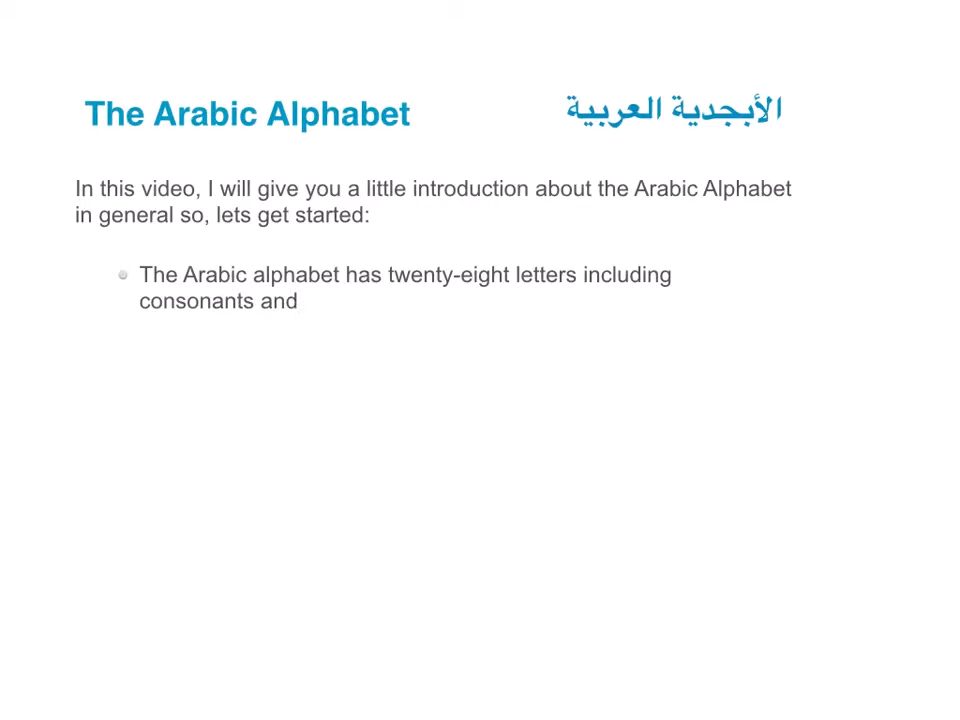 The Arabic Alphabet
الأبجدية العربية
In this video, I will give you a little introduction about the Arabic Alphabet
in general so, lets get started:
The Arabic alphabet has twenty-eight letters including
consonants and